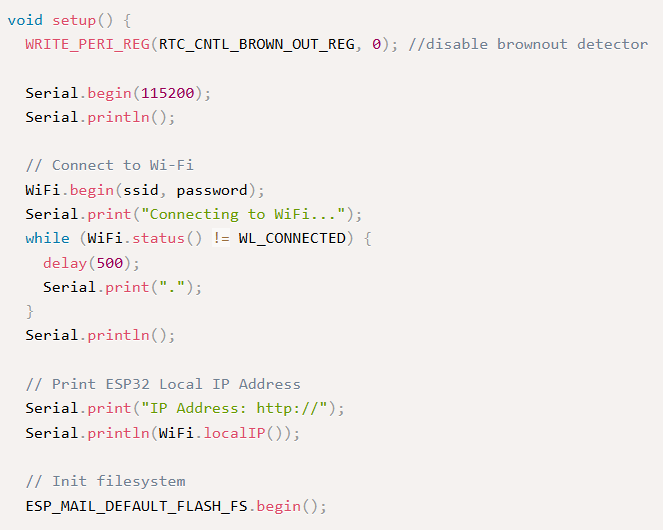 void setup() {
  WRITE_PERI_REG(RTC_CNTL_BROWN_OUT_REG, 0); //disable brownout detector

  Serial.begin(115200);
  Serial.println();

  // Connect to Wi-Fi
  WiFi.begin(ssid, password);
  Serial.print("Connecting to WiFi...");
  while (WiFi.status() != WL_CONNECTED) {
    delay(500);
    Serial.print(".");
  }
  Serial.println();

  // Print ESP32 Local IP Address
  Serial.print("IP Address: http://");
  Serial.println(WiFi.localIP());

  // Init filesystem
  ESP_MAIL_DEFAULT_FLASH_FS.begin();